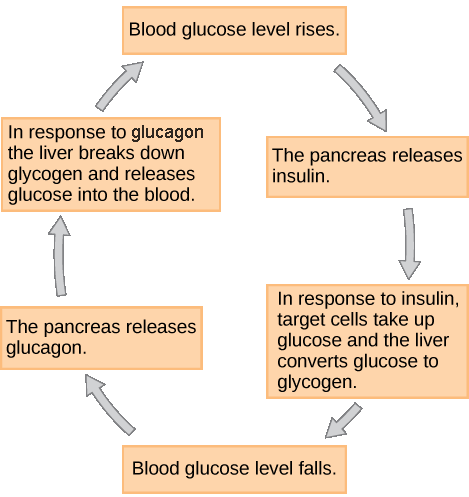 Blood glucose level rises.
The pancreas releases
insulin.
In response to insulin,
target cells take up
glucose and the liver
converts glucose to
glycogen.
Blood glucose level falls.
The pancreas releases
glucagon.
In response to glucagon
the liver breaks down
glycogen and releases
glucose into the blood.